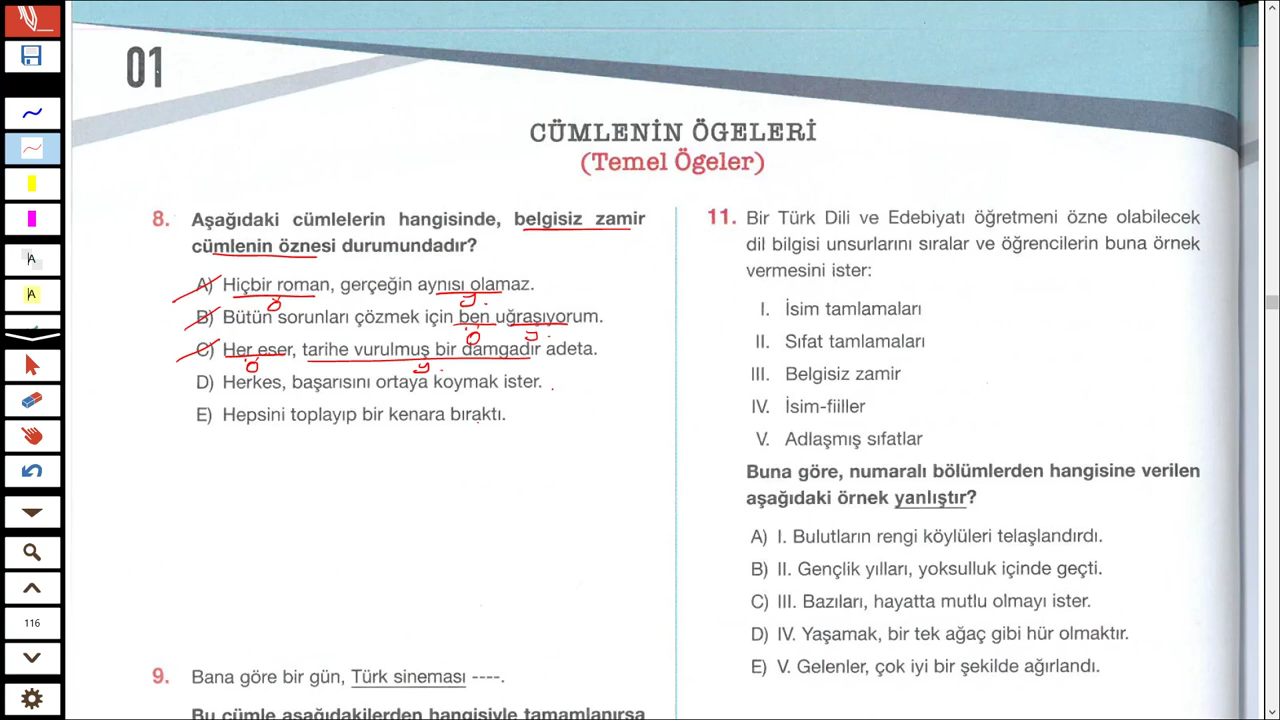 01
CÜMLENİN ÖGELERİ
(Temel Ögeler)
8. Aşağıdaki cümlelerin hangisinde, belgisiz zamir
cümlenin öznesi durumundadır?
A) Hiçbir roman, gerçeğin aynısı olamaz.
ö y.
B) Bütün sorunları çözmek için ben uğraşıyorum.
ö y.
C) Her eser, tarihe vurulmuş bir damgadır adeta.
ö y.
D) Herkes, başarısını ortaya koymak ister.
E) Hepsini toplayıp bir kenara bıraktı.
9. Bana göre bir gün, Türk sineması ----.
Bu cümle aşağıdakilerden hangisiyle tamamlanırsa
11. Bir Türk Dili ve Edebiyatı öğretmeni özne olabilecek
dil bilgisi unsurlarını sıralar ve öğrencilerin buna örnek
vermesini ister:
I. İsim tamlamaları
II. Sıfat tamlamaları
III. Belgisiz zamir
IV. İsim-fiiller
V. Adlaşmış sıfatlar
Buna göre, numaralı bölümlerden hangisine verilen
aşağıdaki örnek yanlıştır?
A) I. Bulutların rengi köylüleri telaşlandırdı.
B) II. Gençlik yılları, yoksulluk içinde geçti.
C) III. Bazıları, hayatta mutlu olmayı ister.
D) IV. Yaşamak, bir tek ağaç gibi hür olmaktır.
E) V. Gelenler, çok iyi bir şekilde ağırlandı.
A
A
116